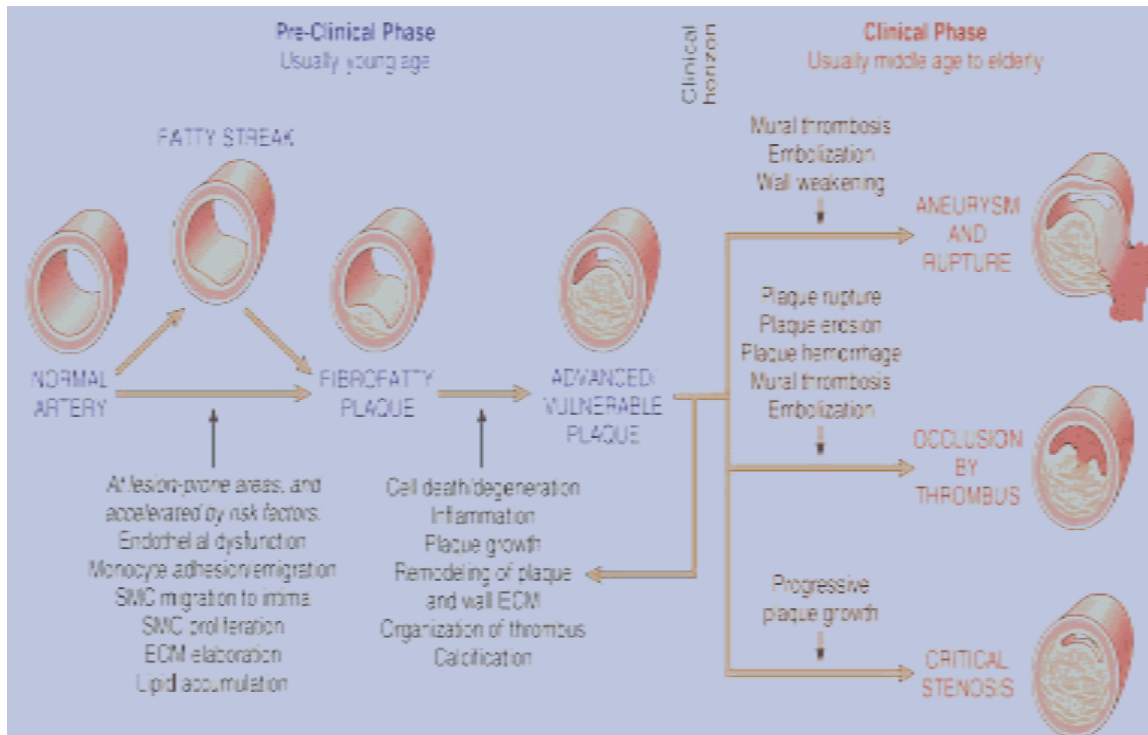 Pre-Clinical Phase
Usually young age
Clinical
horizon
Clinical Phase
Usually middle age to elderly
FATTY STREAK
NORMAL
ARTERY
FIBROFATTY
PLAQUE
ADVANCED/
VULNERABLE
PLAQUE
At lesion-prone areas, and
accelerated by risk factors:
Endothelial dysfunction
Monocyte adhesion/emigration
SMC migration to intima
SMC proliferation
ECM elaboration
Lipid accumulation
Cell death/degeneration
Inflammation
Plaque growth
Remodeling of plaque
and wall ECM
Organization of thrombus
Calcification
Mural thrombosis
Embolization
Wall weakening
ANEURYSM
AND
RUPTURE
Plaque rupture
Plaque erosion
Plaque hemorrhage
Mural thrombosis
Embolization
OCCLUSION
BY
THROMBUS
Progressive
plaque growth
CRITICAL
STENOSIS